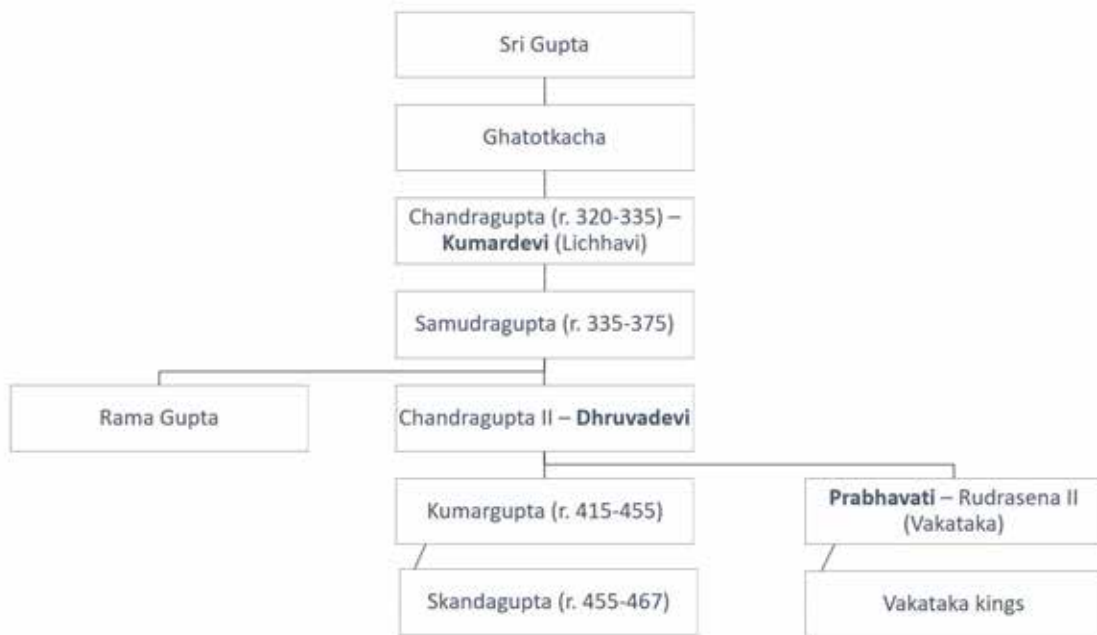 Sri Gupta
Ghatotkacha
Chandragupta (r. 320-335) –
Kumardevi (Lichhavi)
Samudragupta (r. 335-375)
Rama Gupta
Chandragupta II – Dhruvadevi
Kumargupta (r. 415-455)
Prabhavati – Rudrasena II
(Vakataka)
Skandagupta (r. 455-467)
Vakataka kings